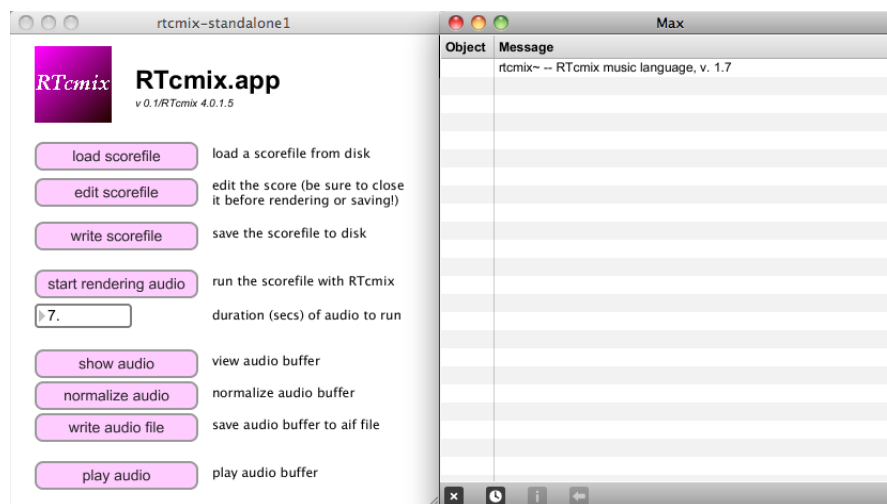 rtcmix-standalone1
RTcmix
RTcmix.app
v 0.1/RTcmix 4.0.1.5
load scorefile
load a scorefile from disk
edit scorefile
edit the score (be sure to close
it before rendering or saving!)
write scorefile
save the scorefile to disk
start rendering audio
run the scorefile with RTcmix
7.
duration (secs) of audio to run
show audio
view audio buffer
normalize audio
normalize audio buffer
write audio file
save audio buffer to aif file
play audio
play audio buffer
Max
Object Message
rtcmix~ -- RTcmix music language, v. 1.7